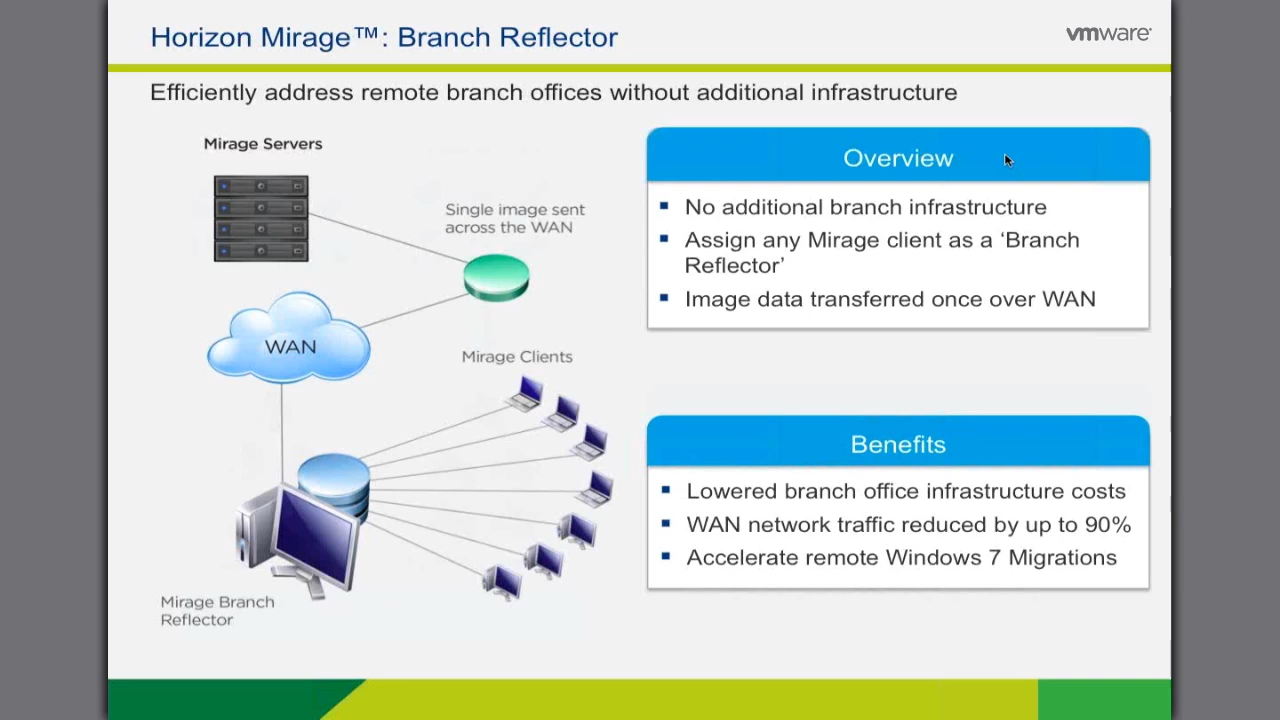 Horizon Mirage™: Branch Reflector
vmware
Efficiently address remote branch offices without additional infrastructure
Mirage Servers
Single image sent
across the WAN
WAN
Mirage Clients
Mirage Branch
Reflector
Overview
▪ No additional branch infrastructure
▪ Assign any Mirage client as a ‘Branch
Reflector’
▪ Image data transferred once over WAN
Benefits
▪ Lowered branch office infrastructure costs
▪ WAN network traffic reduced by up to 90%
▪ Accelerate remote Windows 7 Migrations